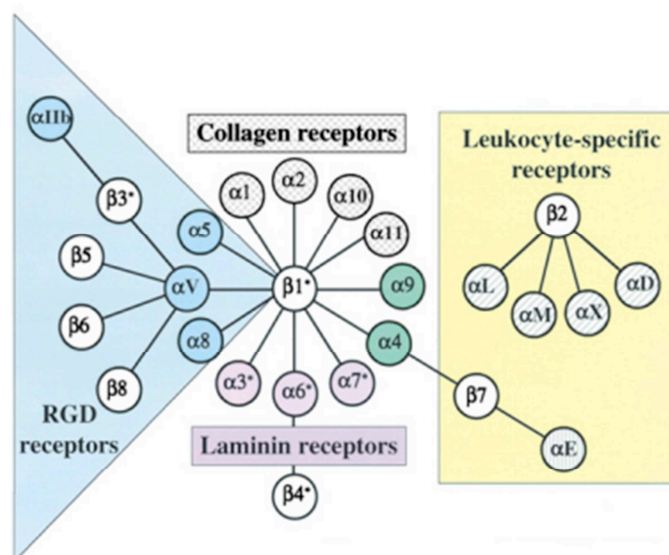 αIIb
Collagen receptors
Leukocyte-specific
receptors
β3*
α1
α2
α10
α11
β2
α5
β5
αV
β1*
α9
αL
αM
αX
αD
β6
α8
α4
β8
α3*
α6*
α7*
β7
RGD
receptors
Laminin receptors
αE
β4*